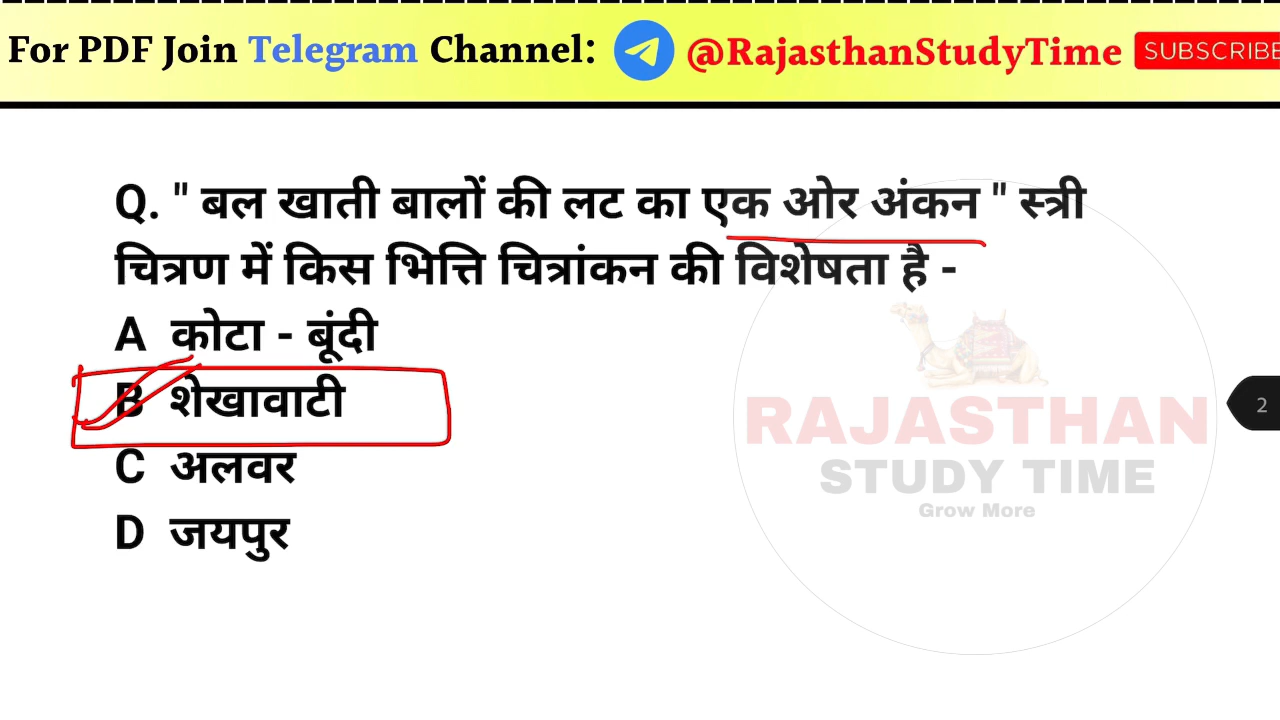 For PDF Join Telegram Channel: @RajasthanStudyTime SUBSCRIBE
Q. " बल खाती बालों की लट का एक ओर अंकन " स्त्री
चित्रण में किस भित्ति चित्रांकन की विशेषता है -
A कोटा - बूंदी
B शेखावाटी
C अलवर
D जयपुर
RAJASTHAN
STUDY TIME
Grow More
2